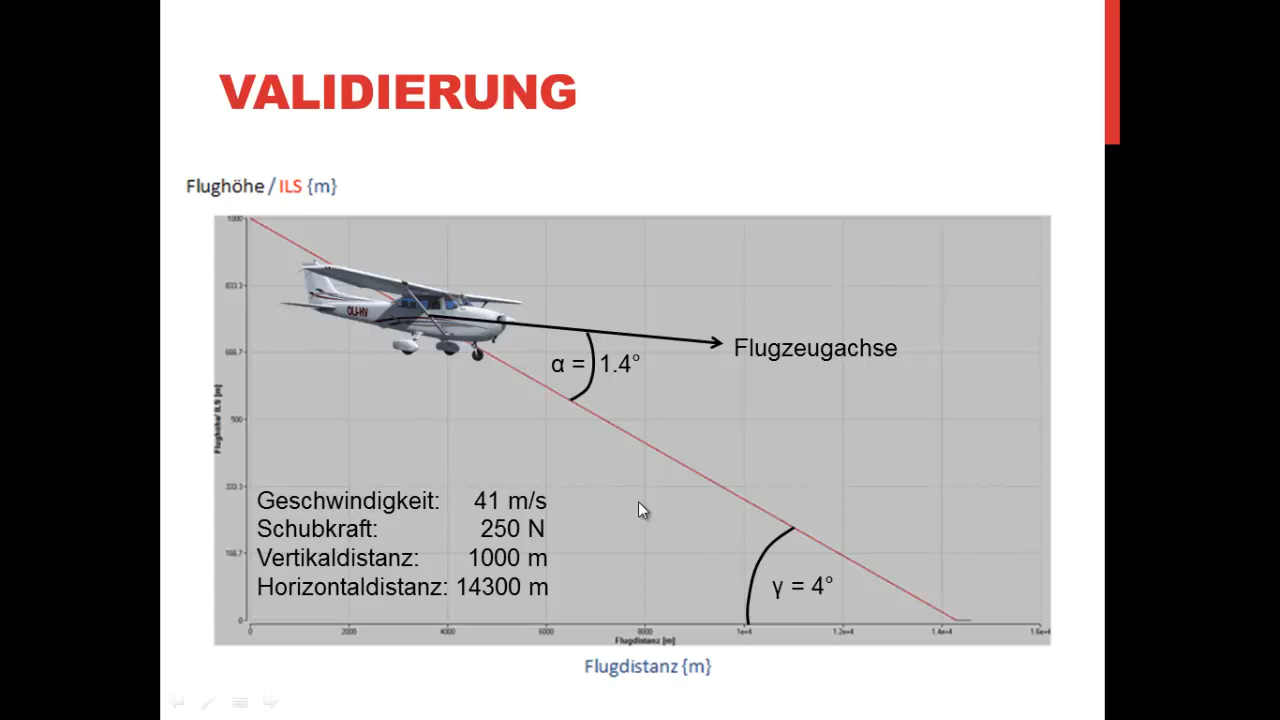 VALIDIERUNG
Flughöhe / ILS {m}
1000
833.3
666.7
500
333.3
166.7
0
Flughöhe/ ILS [m]
OLI-HV
Flugzeugachse
α = 1.4°
Geschwindigkeit: 41 m/s
Schubkraft: 250 N
Vertikaldistanz: 1000 m
Horizontaldistanz: 14300 m
γ = 4°
0 2000 4000 6000 8000 1e+4 1.2e+4 1.4e+4 1.6e+4
Flugdistanz [m]
Flugdistanz {m}